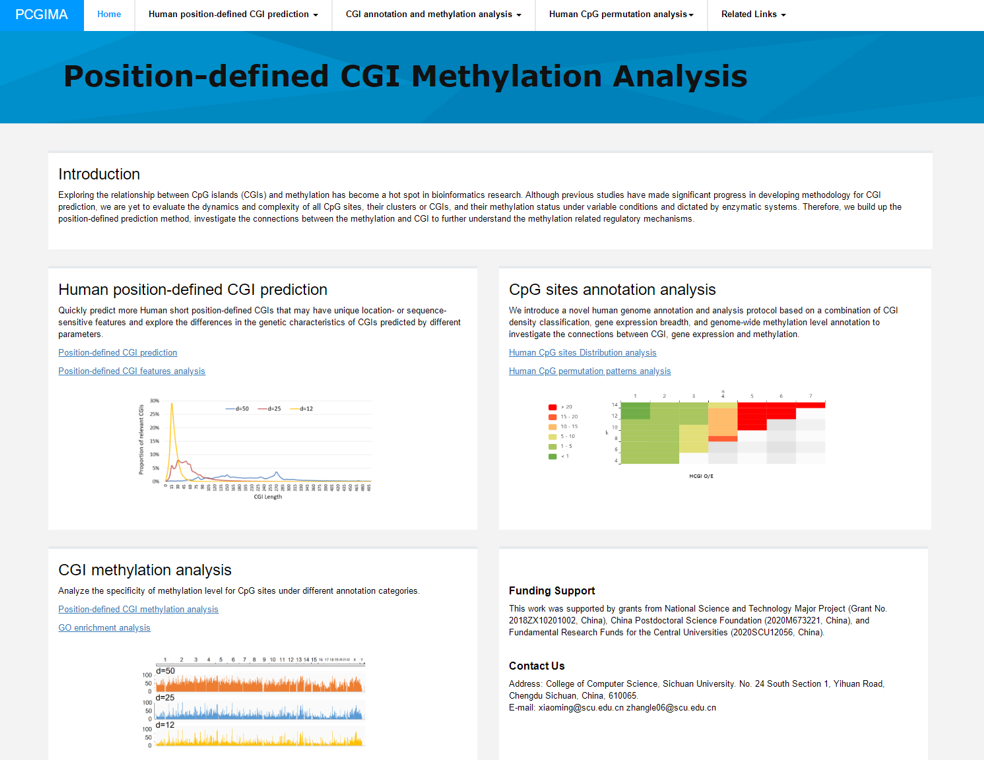 PCGIMA Home Human position-defined CGI prediction CGI annotation and methylation analysis Human CpG permutation analysis Related Links
Position-defined CGI Methylation Analysis
Introduction
Exploring the relationship between CpG islands (CGIs) and methylation has become a hot spot in bioinformatics research. Although previous studies have made significant progress in developing methodology for CGI
prediction, we are yet to evaluate the dynamics and complexity of all CpG sites, their clusters or CGIs, and their methylation status under variable conditions and dictated by enzymatic systems. Therefore, we build up the
position-defined prediction method, investigate the connections between the methylation and CGI to further understand the methylation related regulatory mechanisms.
Human position-defined CGI prediction
Quickly predict more Human short position-defined CGIs that may have unique location- or sequence-
sensitive features and explore the differences in the genetic characteristics of CGIs predicted by different
parameters.
Position-defined CGI prediction
Position-defined CGI features analysis
d=50 d=25 d=12
Proportion of relevant CGIs
30%
25%
20%
15%
10%
5%
0%
CGI Length
CpG sites annotation analysis
We introduce a novel human genome annotation and analysis protocol based on a combination of CGI
density classification, gene expression breadth, and genome-wide methylation level annotation to
investigate the connections between CGI, gene expression and methylation.
Human CpG sites Distribution analysis
Human CpG permutation patterns analysis
1 2 3 4 5 6 7
> 20
15 - 20
10 - 15
5 - 10
1 - 5
< 1
14
12
10
8
6
4
HCGI O/E
CGI methylation analysis
Analyze the specificity of methylation level for CpG sites under different annotation categories.
Position-defined CGI methylation analysis
GO enrichment analysis
1 2 3 4 5 6 7 8 9 10 11 12 13 14 15 16
d=50
100
50
0
d=25
100
50
0
d=12
100
50
0
Funding Support
This work was supported by grants from National Science and Technology Major Project (Grant No.
2018ZX10201002, China), China Postdoctoral Science Foundation (2020M673221, China), and
Fundamental Research Funds for the Central Universities (2020SCU12056, China).
Contact Us
Address: College of Computer Science, Sichuan University. No. 24 South Section 1, Yihuan Road,
Chengdu Sichuan, China, 610065.
E-mail: xiaoming@scu.edu.cn zhangle06@scu.edu.cn